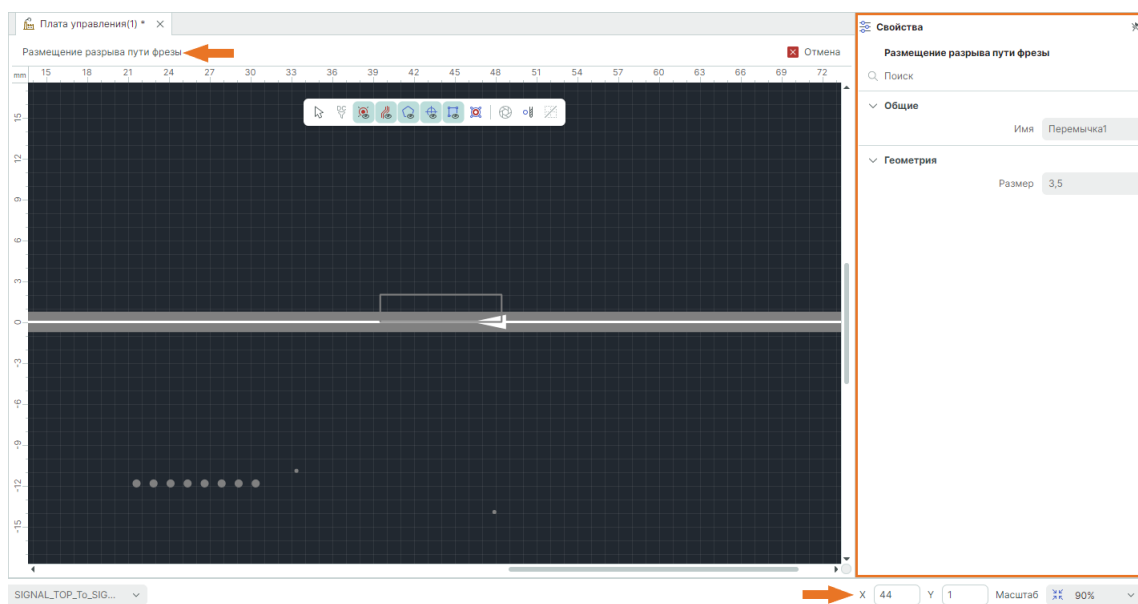 Плата управления(1) *
Размещение разрыва пути фрезы
Отмена
mm 15 18 21 24 27 30 33 36 39 42 45 48 51 54 57 60 63 66 69 72
15
12
9
6
3
0
-3
-6
-9
-12
-15
SIGNAL_TOP_To_SIG...
X 44 Y 1 Масштаб 90%
Свойства
Размещение разрыва пути фрезы
Поиск
Общие
Имя Перемычка1
Геометрия
Размер 3,5